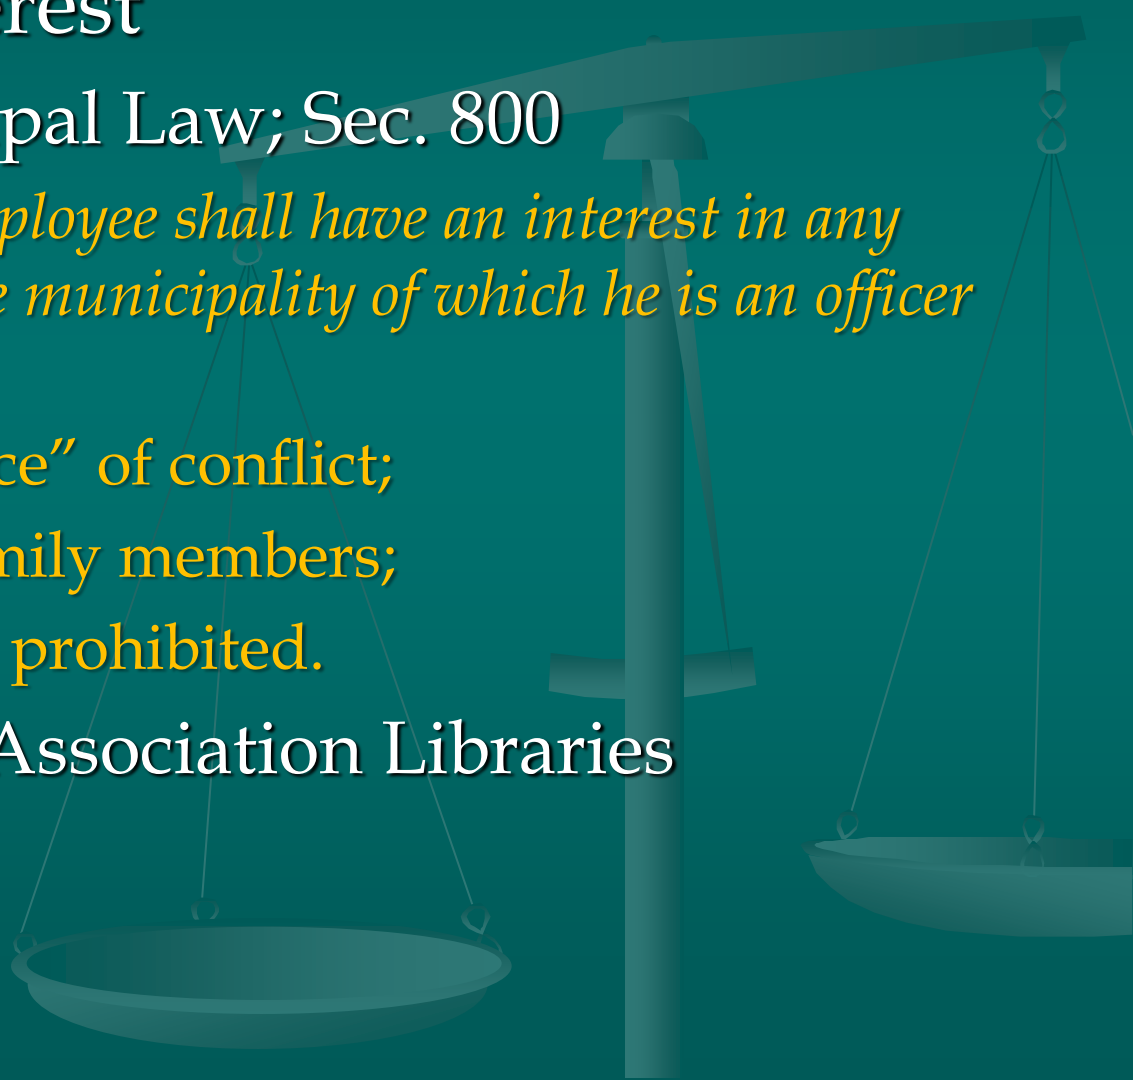 erest
pal Law; Sec. 800
ployee shall have an interest in any
e municipality of which he is an officer
ce” of conflict;
mily members;
prohibited.
Association Libraries